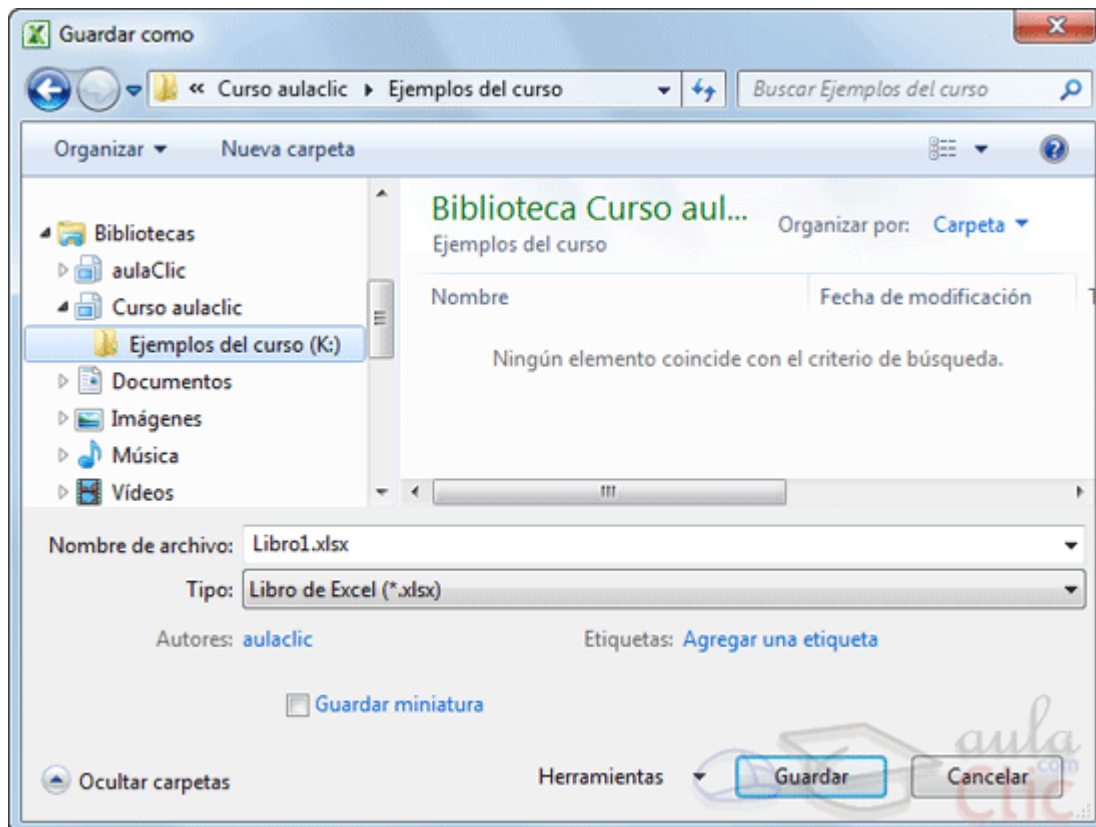 Guardar como
« Curso aulaclic ▸ Ejemplos del curso
Buscar Ejemplos del curso
Organizar
Nueva carpeta
Bibliotecas
aulaClic
Curso aulaclic
Ejemplos del curso (K:)
Documentos
Imágenes
Música
Vídeos
Biblioteca Curso aul...
Ejemplos del curso
Organizar por: Carpeta
Nombre Fecha de modificación T
Ningún elemento coincide con el criterio de búsqueda.
Nombre de archivo: Libro1.xlsx
Tipo: Libro de Excel (*.xlsx)
Autores: aulaclic
Etiquetas: Agregar una etiqueta
Guardar miniatura
Ocultar carpetas
Herramientas
Guardar
Cancelar
aula
.com
Clic